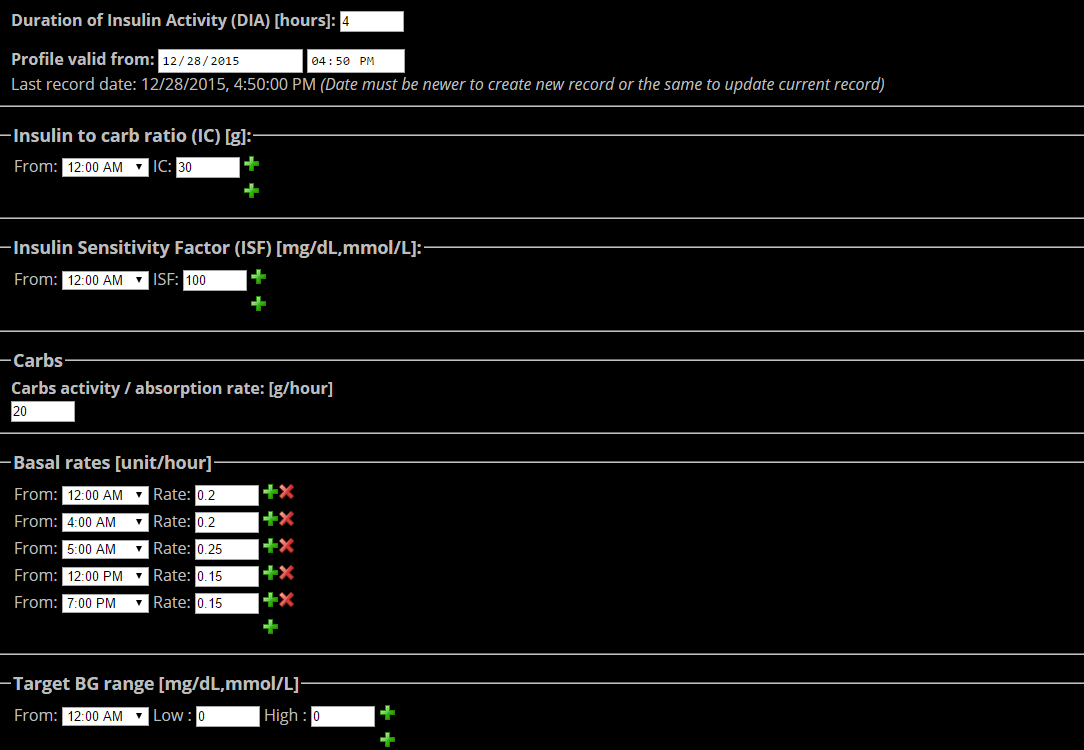 Duration of Insulin Activity (DIA) [hours]: 4
Profile valid from: 12/28/2015 04:50 PM
Last record date: 12/28/2015, 4:50:00 PM (Date must be newer to create new record or the same to update current record)
Insulin to carb ratio (IC) [g]:
From: 12:00 AM IC: 30
Insulin Sensitivity Factor (ISF) [mg/dL,mmol/L]:
From: 12:00 AM ISF: 100
Carbs
Carbs activity / absorption rate: [g/hour]
20
Basal rates [unit/hour]
From: 12:00 AM Rate: 0.2
From: 4:00 AM Rate: 0.2
From: 5:00 AM Rate: 0.25
From: 12:00 PM Rate: 0.15
From: 7:00 PM Rate: 0.15
Target BG range [mg/dL,mmol/L]
From: 12:00 AM Low : 0 High : 0